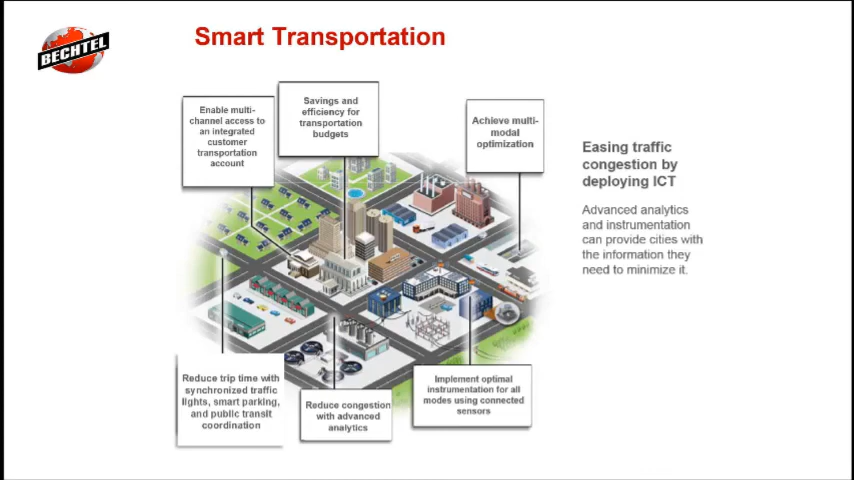 BECHTEL
Smart Transportation
Enable multi-
channel access to
an integrated
customer
transportation
account
Savings and
efficiency for
transportation
budgets
Achieve multi-
modal
optimization
Easing traffic
congestion by
deploying ICT
Advanced analytics
and instrumentation
can provide cities with
the information they
need to minimize it.
Reduce trip time with
synchronized traffic
lights, smart parking,
and public transit
coordination
Reduce congestion
with advanced
analytics
Implement optimal
instrumentation for all
modes using connected
sensors